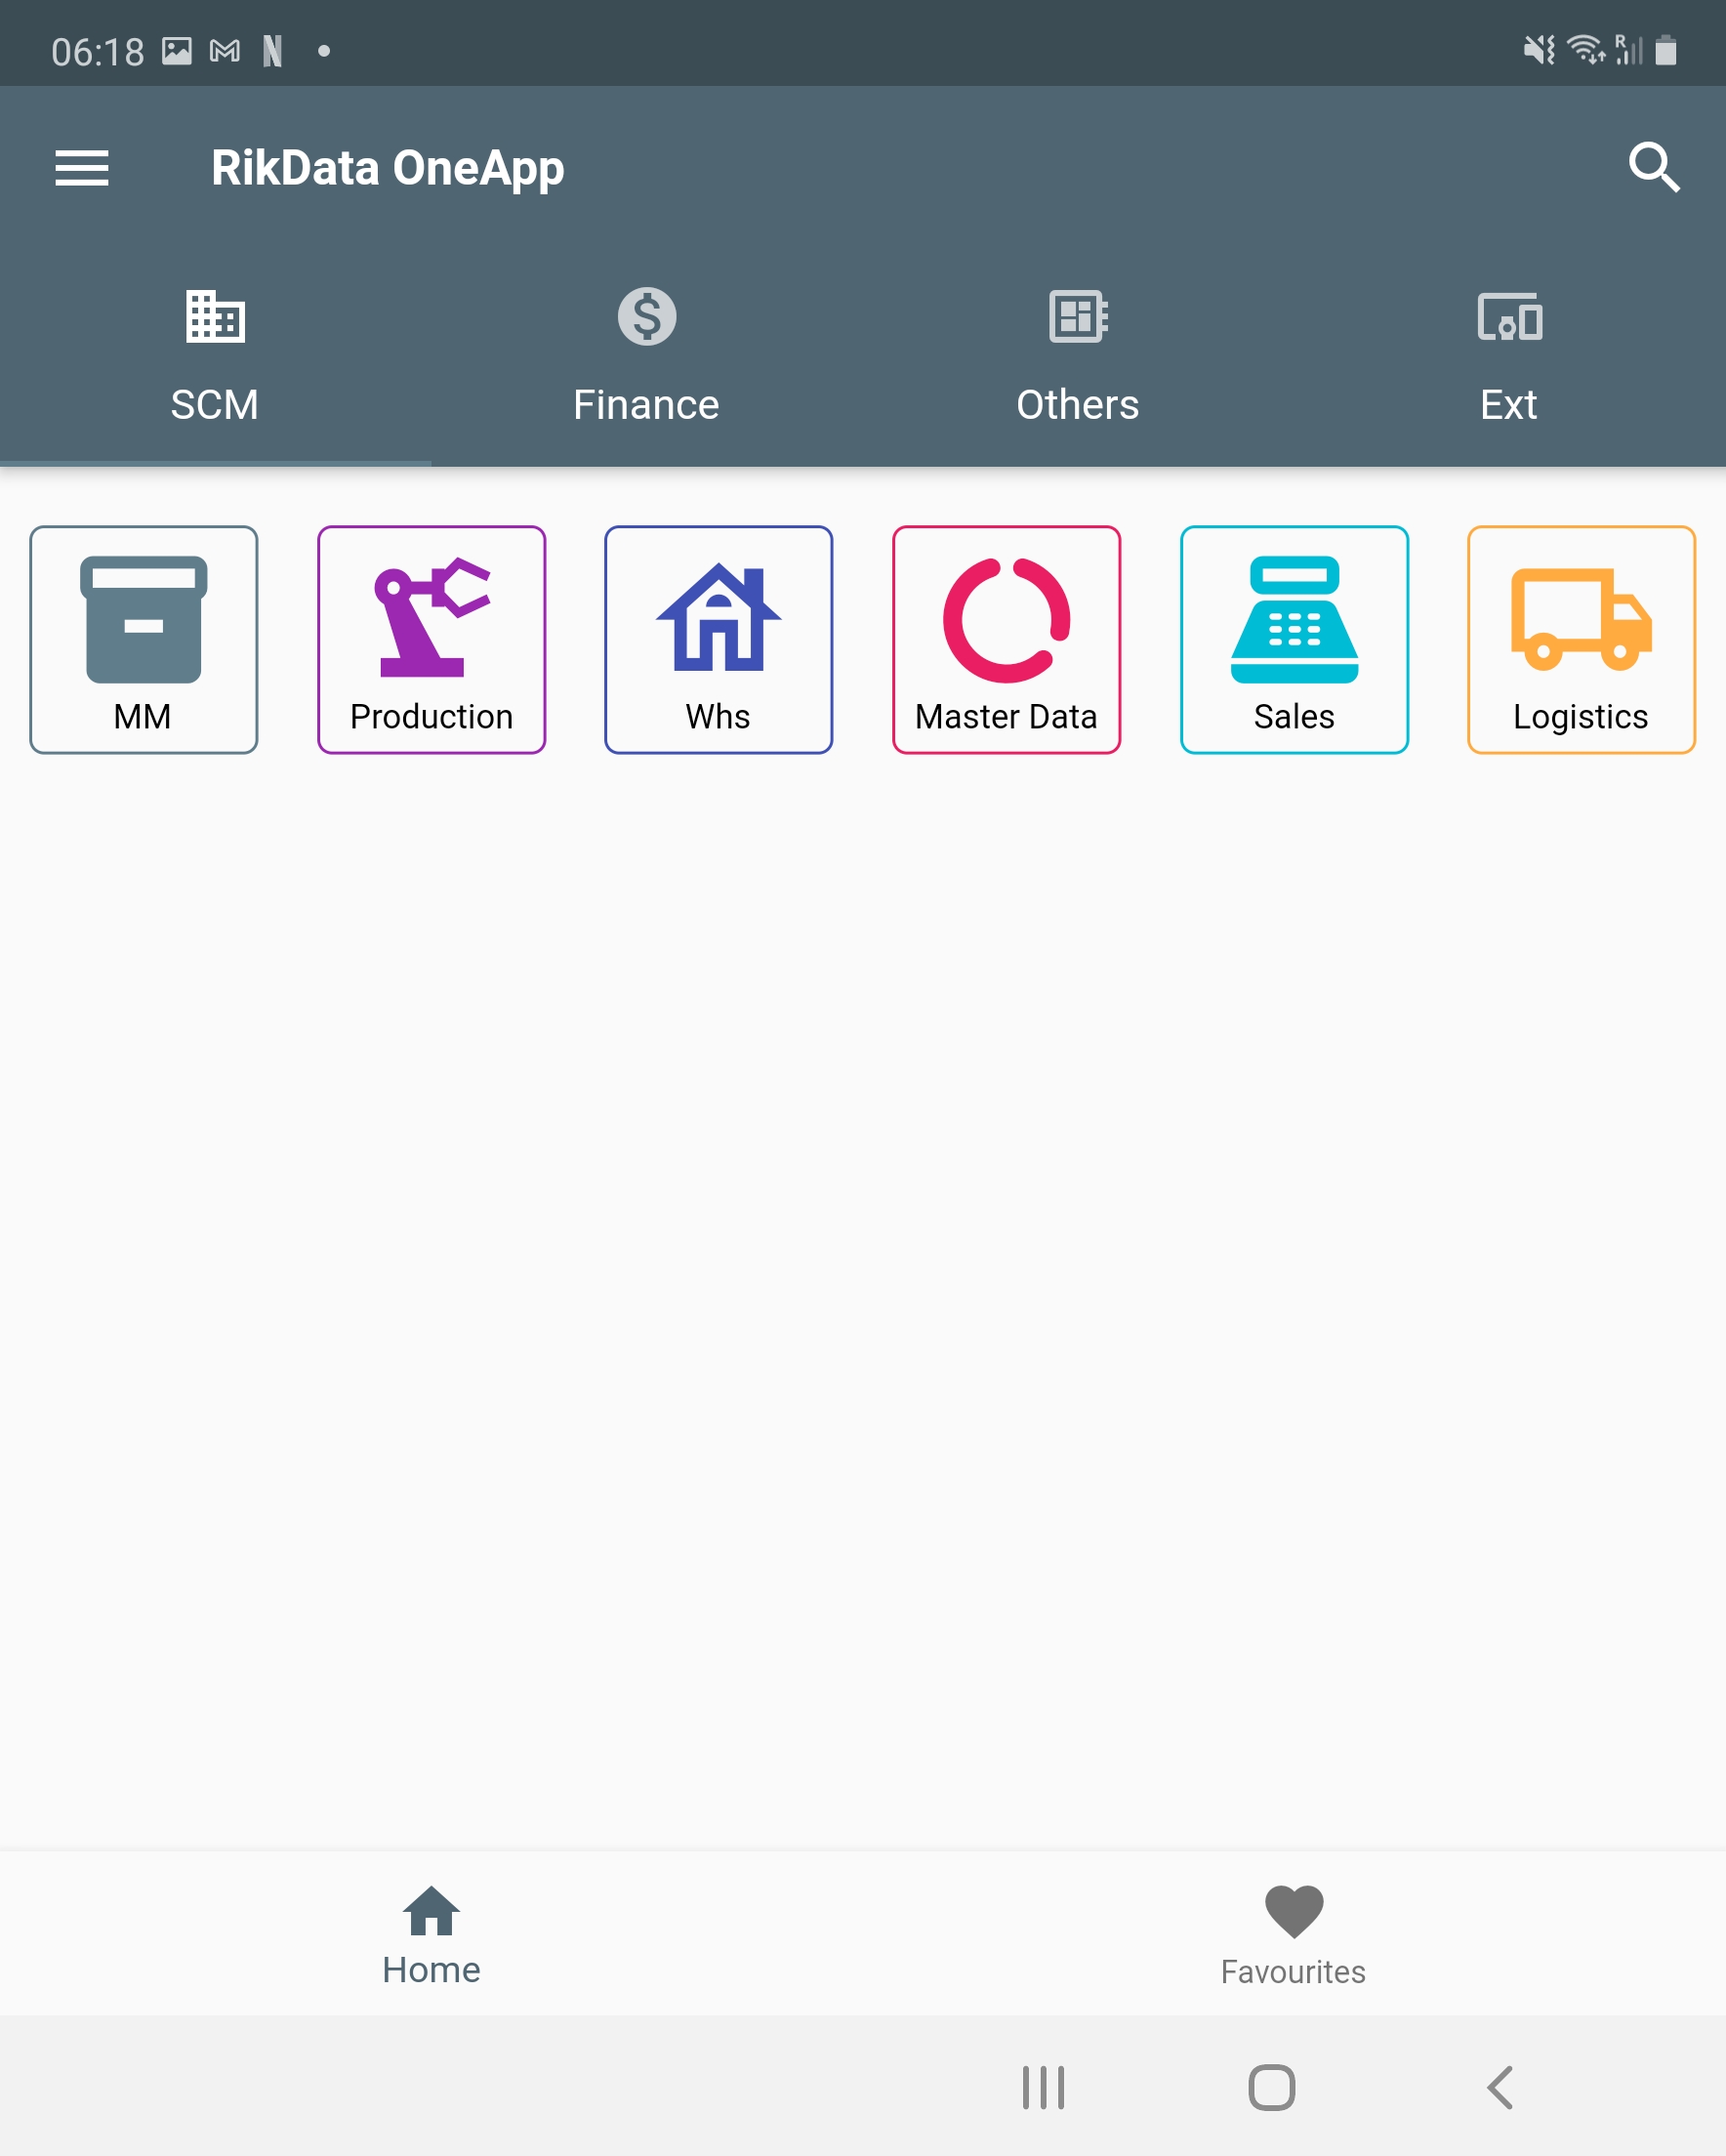 06:18
R
RikData OneApp
SCM Finance Others Ext
MM Production Whs Master Data Sales Logistics
Home Favourites